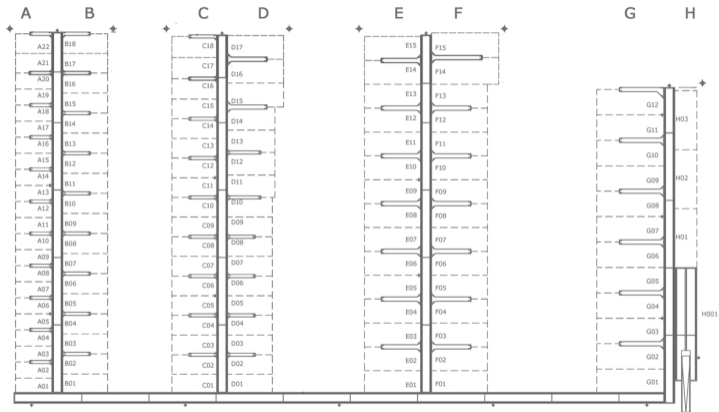 A B C D E F G H
A22
A21
A20
A19
A18
A17
A16
A15
A14
A13
A12
A11
A10
A09
A08
A07
A06
A05
A04
A03
A02
A01
B18
B17
B16
B15
B14
B13
B12
B11
B10
B09
B08
B07
B06
B05
B04
B03
B02
B01
C18
C17
C16
C15
C14
C13
C12
C11
C10
C09
C08
C07
C06
C05
C04
C03
C02
C01
D17
D16
D15
D14
D13
D12
D11
D10
D09
D08
D07
D06
D05
D04
D03
D02
D01
E15
E14
E13
E12
E11
E10
E09
E08
E07
E06
E05
E04
E03
E02
E01
F15
F14
F13
F12
F11
F10
F09
F08
F07
F06
F05
F04
F03
F02
F01
G12
G11
G10
G09
G08
G07
G06
G05
G04
G03
G02
G01
H03
H02
H01
H001